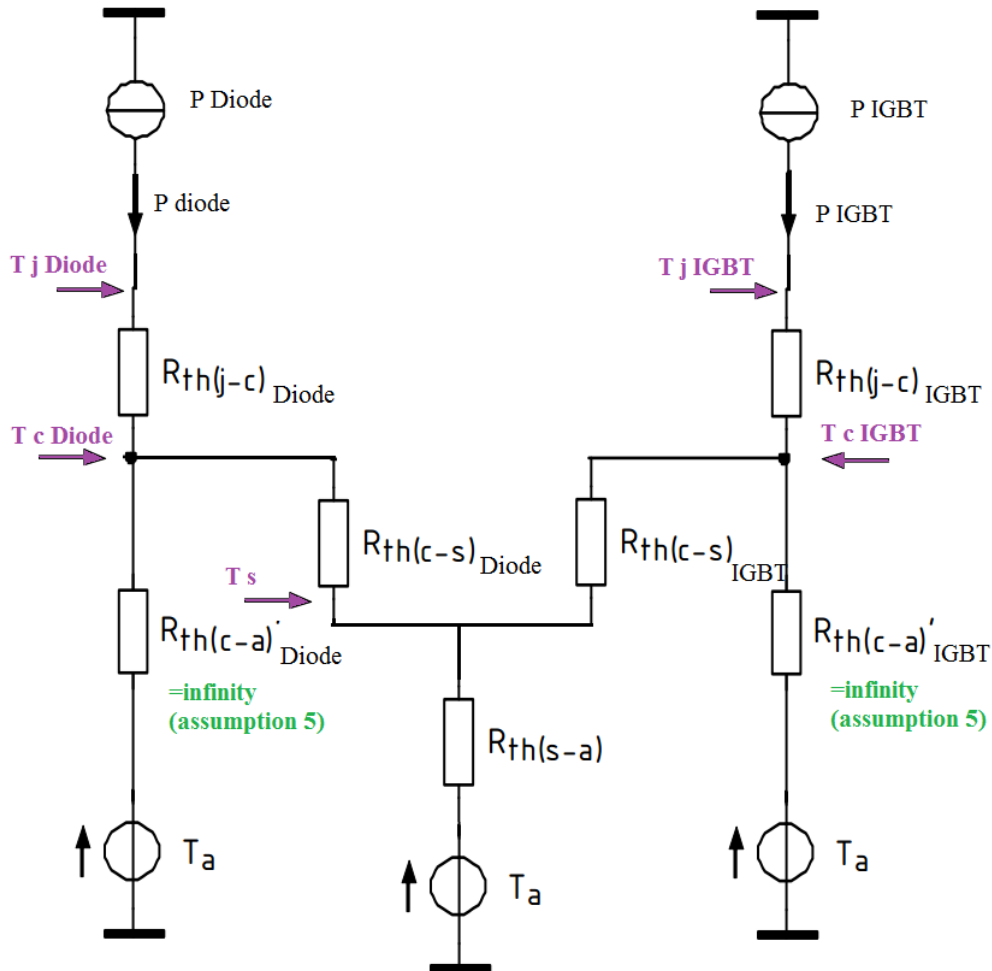 P Diode
P IGBT
P diode
P IGBT
T j Diode
T j IGBT
Rth(j-c) Diode
Rth(j-c) IGBT
T c Diode
T c IGBT
Rth(c-s) Diode
Rth(c-s) IGBT
T s
Rth(c-a)' Diode
Rth(c-a)' IGBT
=infinity
(assumption 5)
=infinity
(assumption 5)
Rth(s-a)
Ta
Ta
Ta